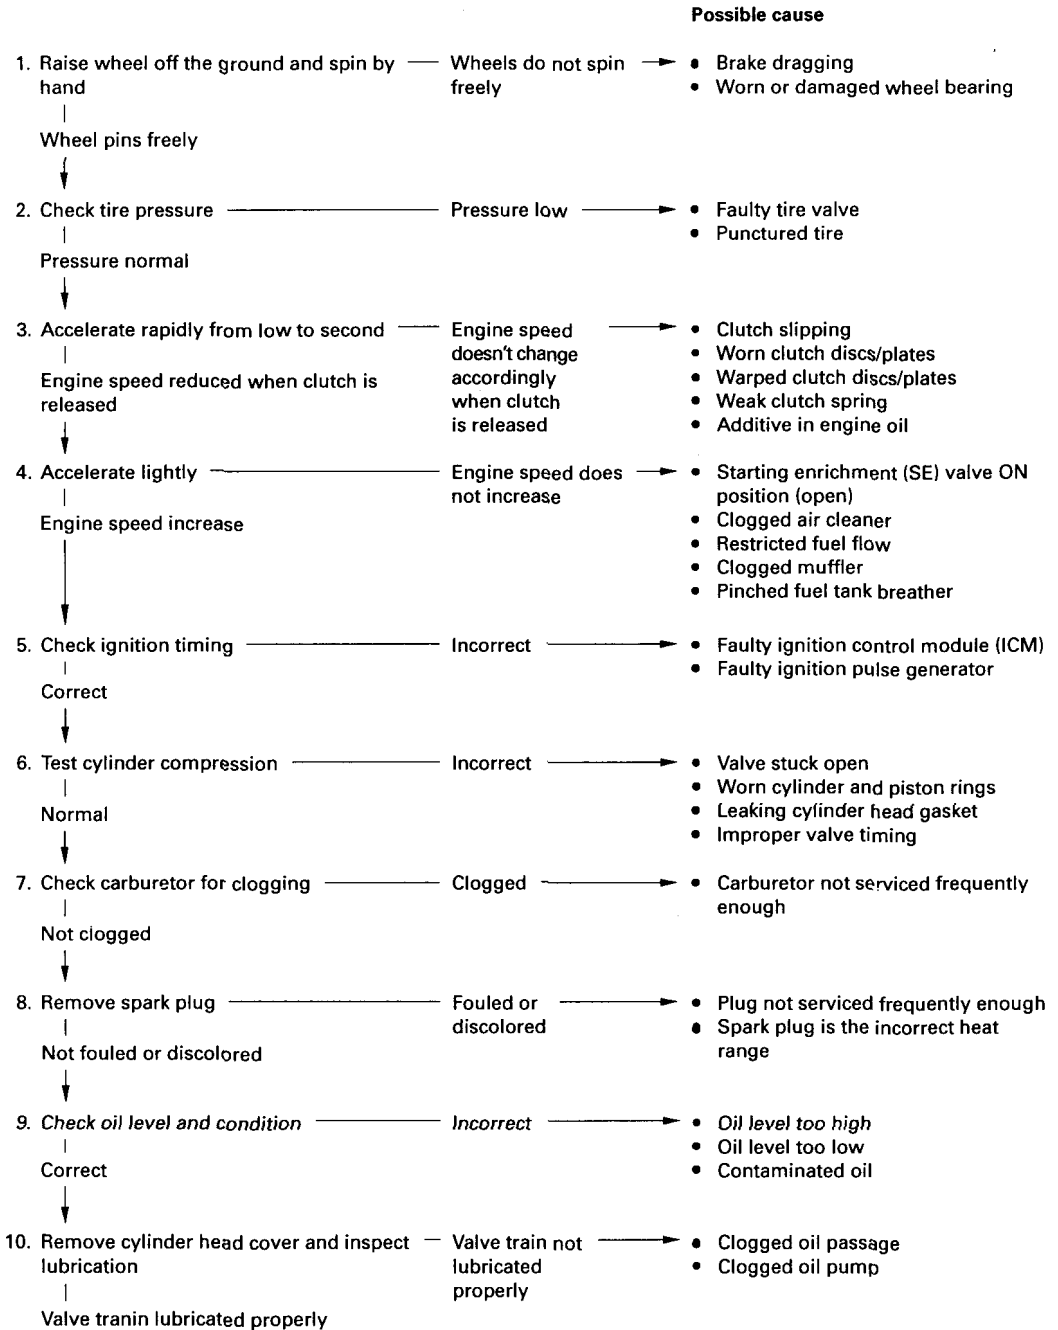 Possible cause
1. Raise wheel off the ground and spin by hand
Wheels do not spin freely
• Brake dragging
• Worn or damaged wheel bearing
Wheel pins freely
2. Check tire pressure
Pressure low
• Faulty tire valve
• Punctured tire
Pressure normal
3. Accelerate rapidly from low to second
Engine speed doesn't change accordingly when clutch is released
• Clutch slipping
• Worn clutch discs/plates
• Warped clutch discs/plates
• Weak clutch spring
• Additive in engine oil
Engine speed reduced when clutch is released
4. Accelerate lightly
Engine speed does not increase
• Starting enrichment (SE) valve ON position (open)
• Clogged air cleaner
• Restricted fuel flow
• Clogged muffler
• Pinched fuel tank breather
Engine speed increase
5. Check ignition timing
Incorrect
• Faulty ignition control module (ICM)
• Faulty ignition pulse generator
Correct
6. Test cylinder compression
Incorrect
• Valve stuck open
• Worn cylinder and piston rings
• Leaking cylinder head gasket
• Improper valve timing
Normal
7. Check carburetor for clogging
Clogged
• Carburetor not serviced frequently enough
Not clogged
8. Remove spark plug
Fouled or discolored
• Plug not serviced frequently enough
• Spark plug is the incorrect heat range
Not fouled or discolored
9. Check oil level and condition
Incorrect
• Oil level too high
• Oil level too low
• Contaminated oil
Correct
10. Remove cylinder head cover and inspect lubrication
Valve train not lubricated properly
• Clogged oil passage
• Clogged oil pump
Valve tranin lubricated properly